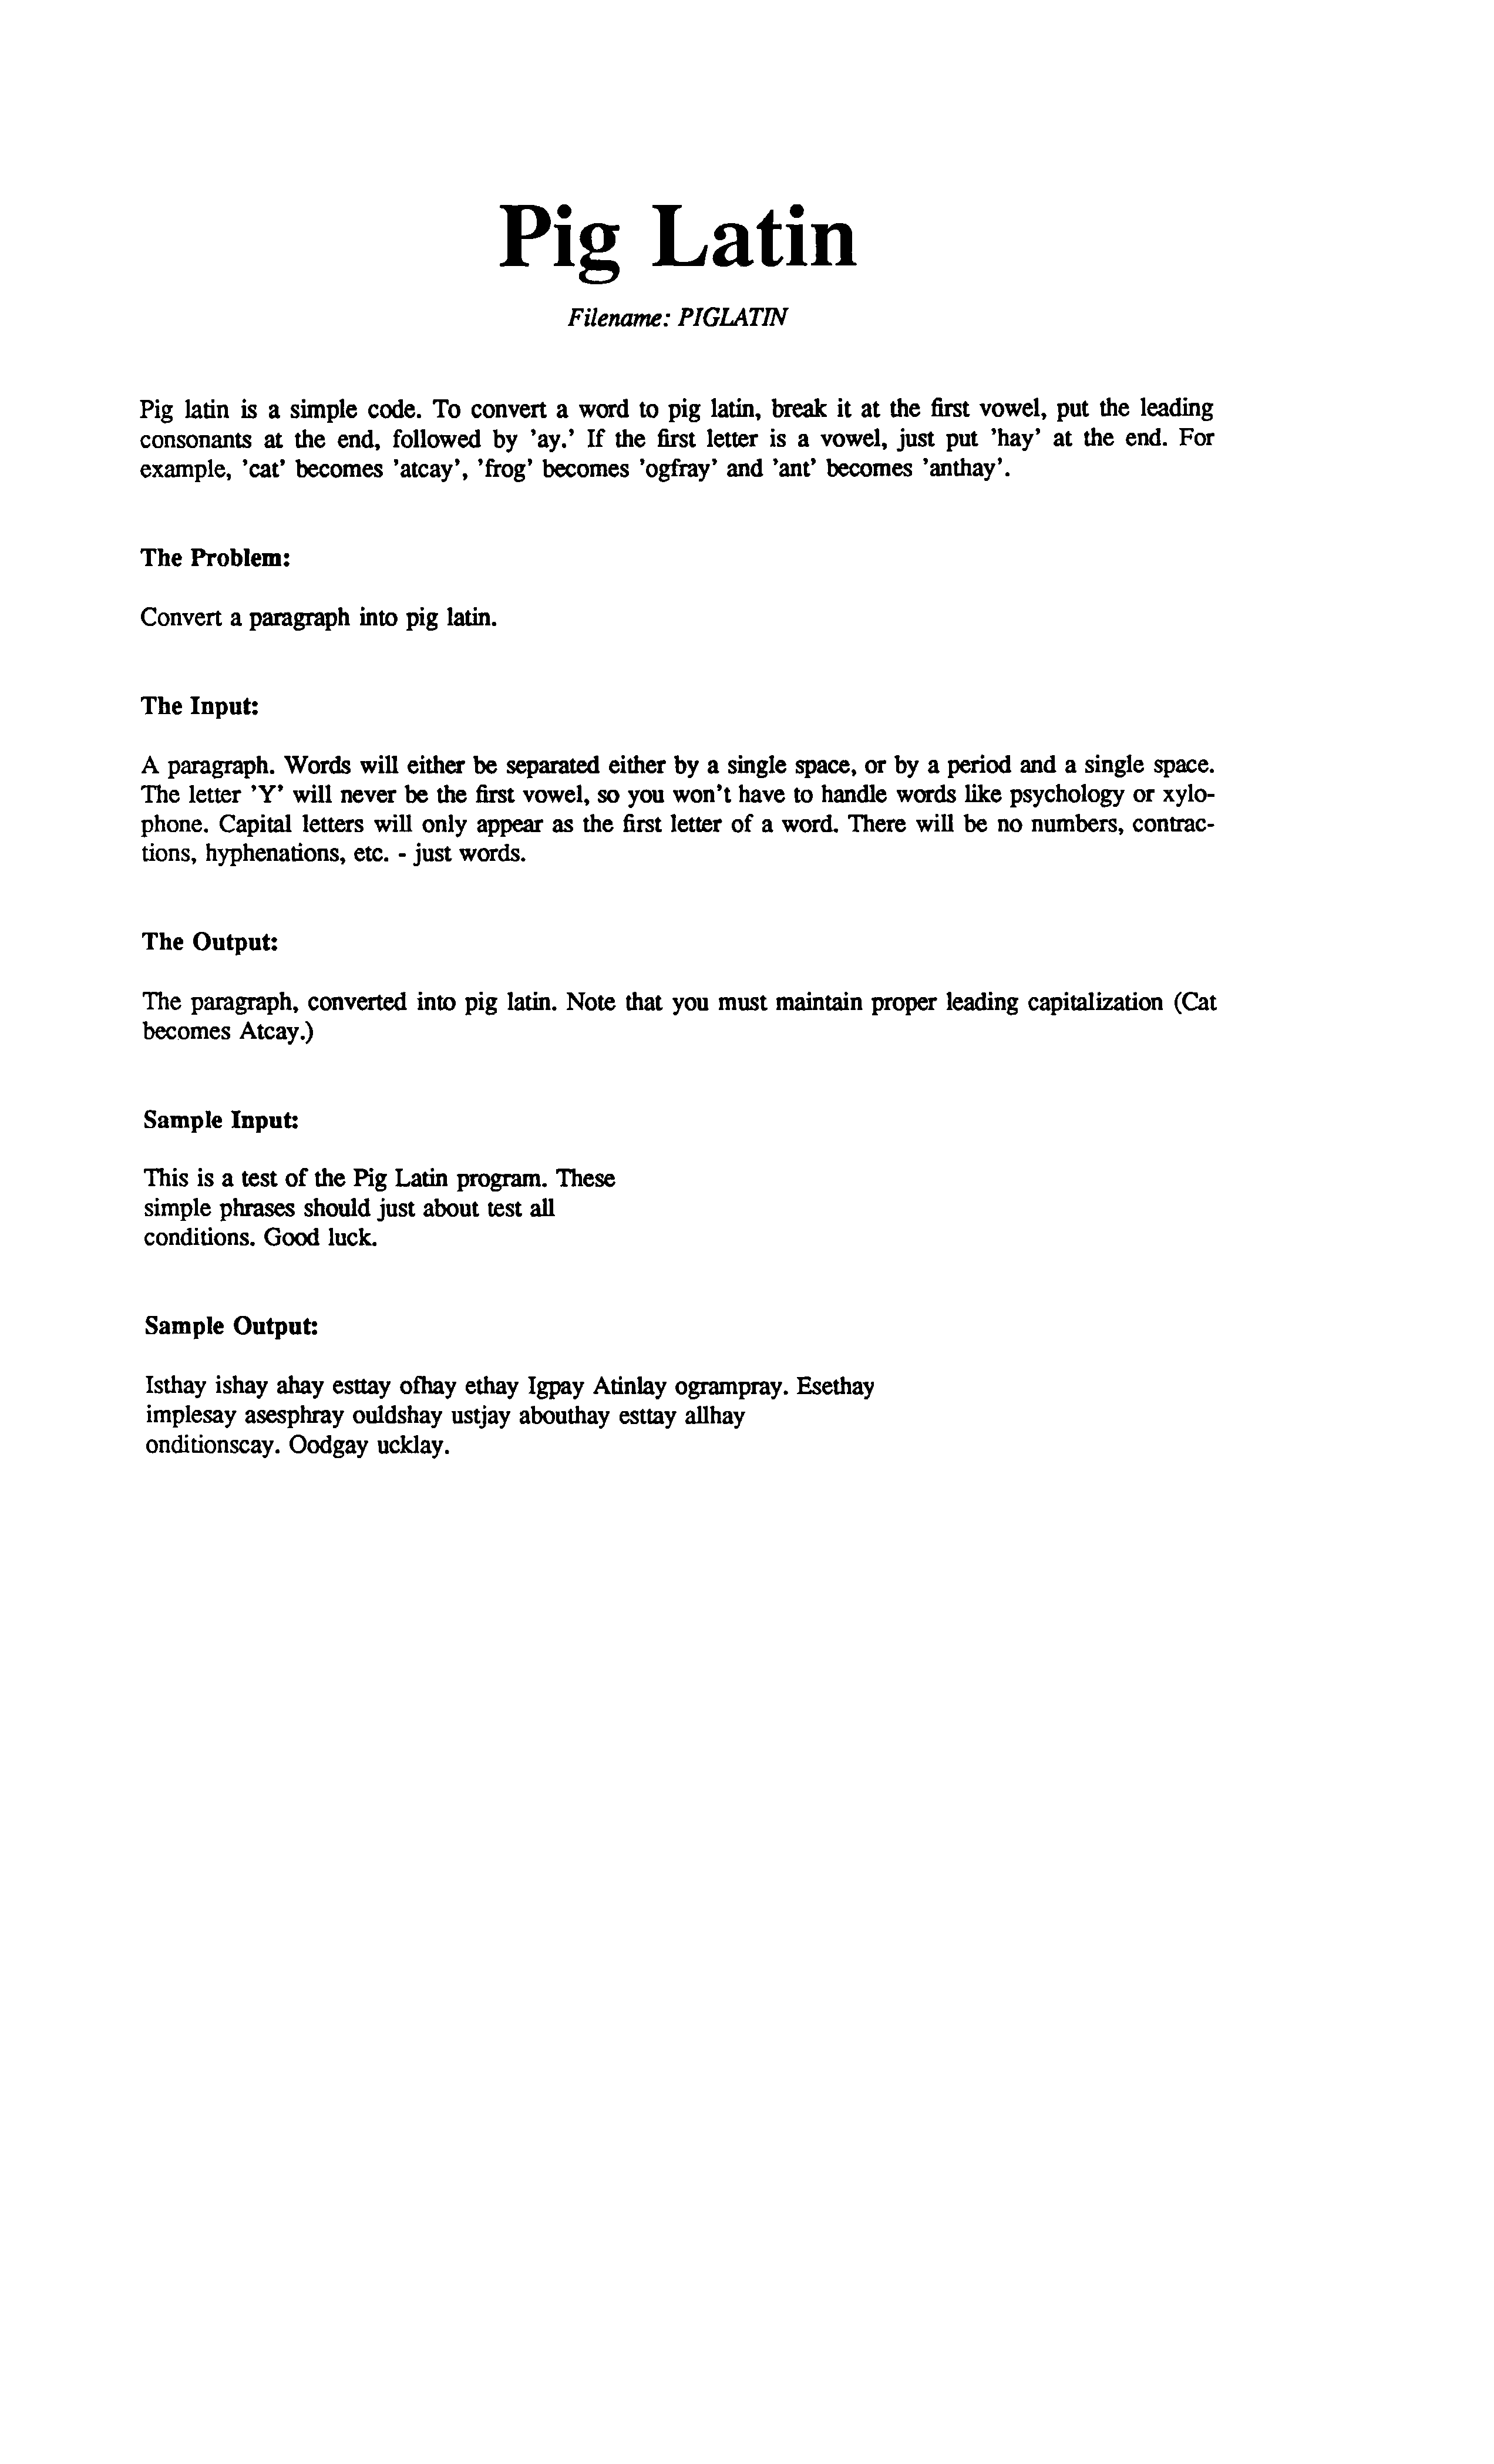 Pig Latin
Filename: PIGLATIN
Pig latin is a simple code. To convert a word to pig latin, break it at the first vowel, put the leading
consonants at the end, followed by 'ay.' If the first letter is a vowel, just put 'hay' at the end. For
example, 'cat' becomes 'atcay', 'frog' becomes 'ogfray' and 'ant' becomes 'anthay'.
The Problem:
Convert a paragraph into pig latin.
The Input:
A paragraph. Words will either be separated either by a single space, or by a period and a single space.
The letter 'Y' will never be the first vowel, so you won't have to handle words like psychology or xylo-
phone. Capital letters will only appear as the first letter of a word. There will be no numbers, contrac-
tions, hyphenations, etc. - just words.
The Output:
The paragraph, converted into pig latin. Note that you must maintain proper leading capitalization (Cat
becomes Atcay.)
Sample Input:
This is a test of the Pig Latin program. These
simple phrases should just about test all
conditions. Good luck.
Sample Output:
Isthay ishay ahay esttay ofhay ethay Igpay Atinlay ogrampray. Esethay
implesay asesphray ouldshay ustjay abouthay esttay allhay
onditionscay. Oodgay ucklay.